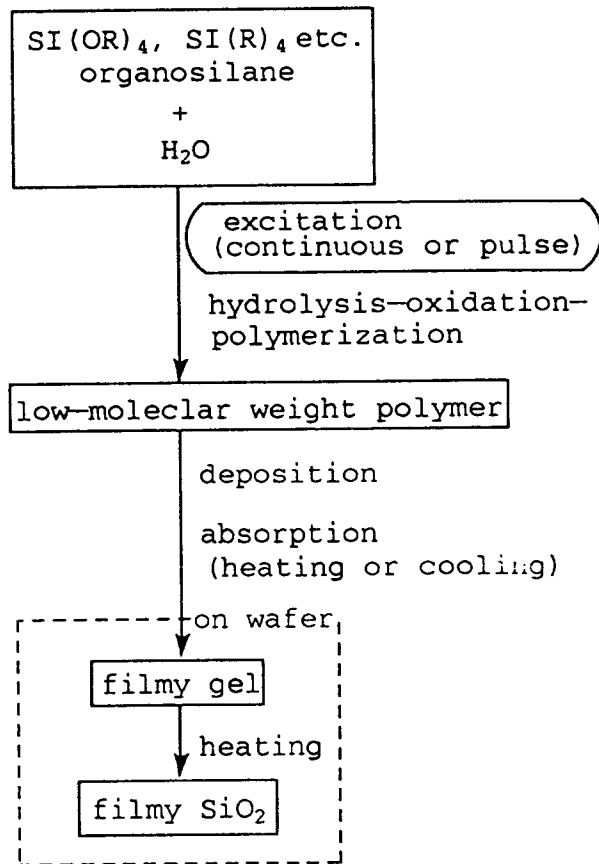 SI(OR)₄, SI(R)₄ etc.
organosilane
+
H₂O
excitation
(continuous or pulse)
hydrolysis—oxidation—
polymerization
low—moleclar weight polymer
deposition
absorption
(heating or cooling)
on wafer
filmy gel
heating
filmy SiO₂